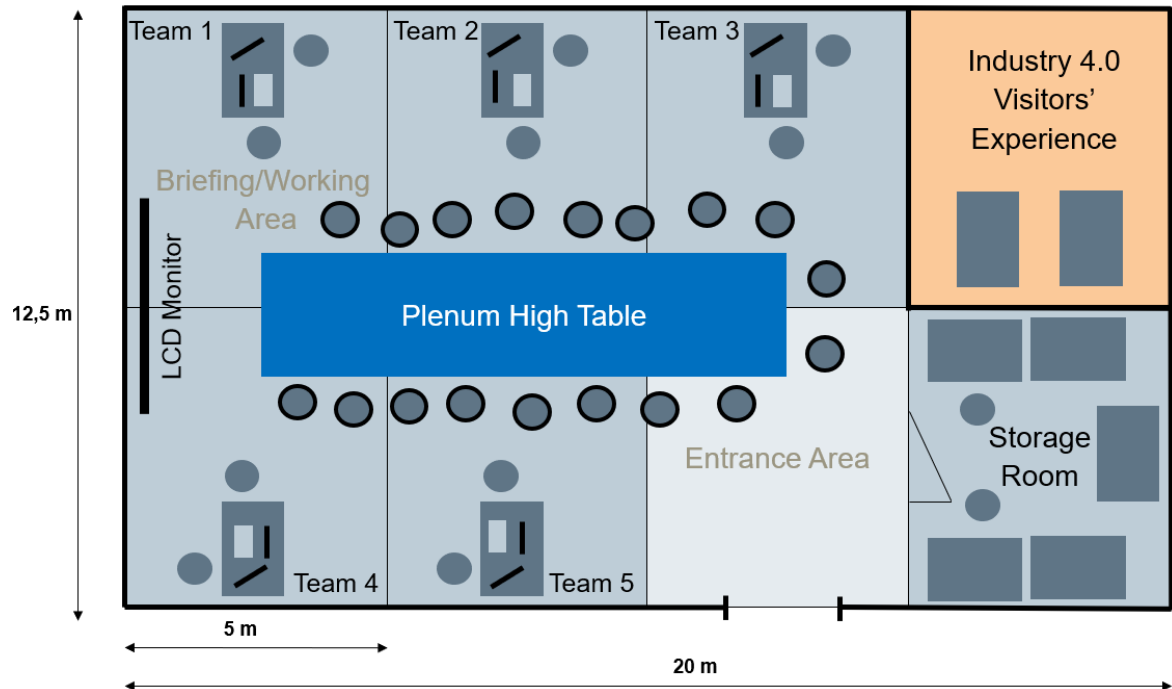 Team 1
Team 2
Team 3
Industry 4.0
Visitors’
Experience
Briefing/Working
Area
LCD Monitor
12,5 m
Plenum High Table
Entrance Area
Storage
Room
Team 4
Team 5
5 m
20 m